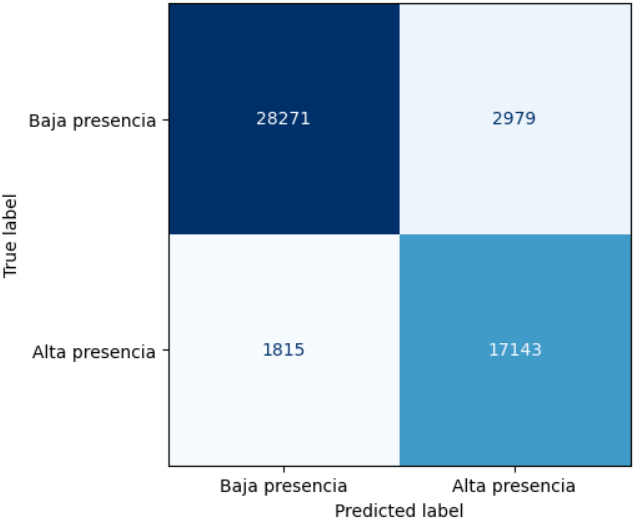 Baja presencia
28271
2979
True label
Alta presencia
1815
17143
Baja presencia
Alta presencia
Predicted label